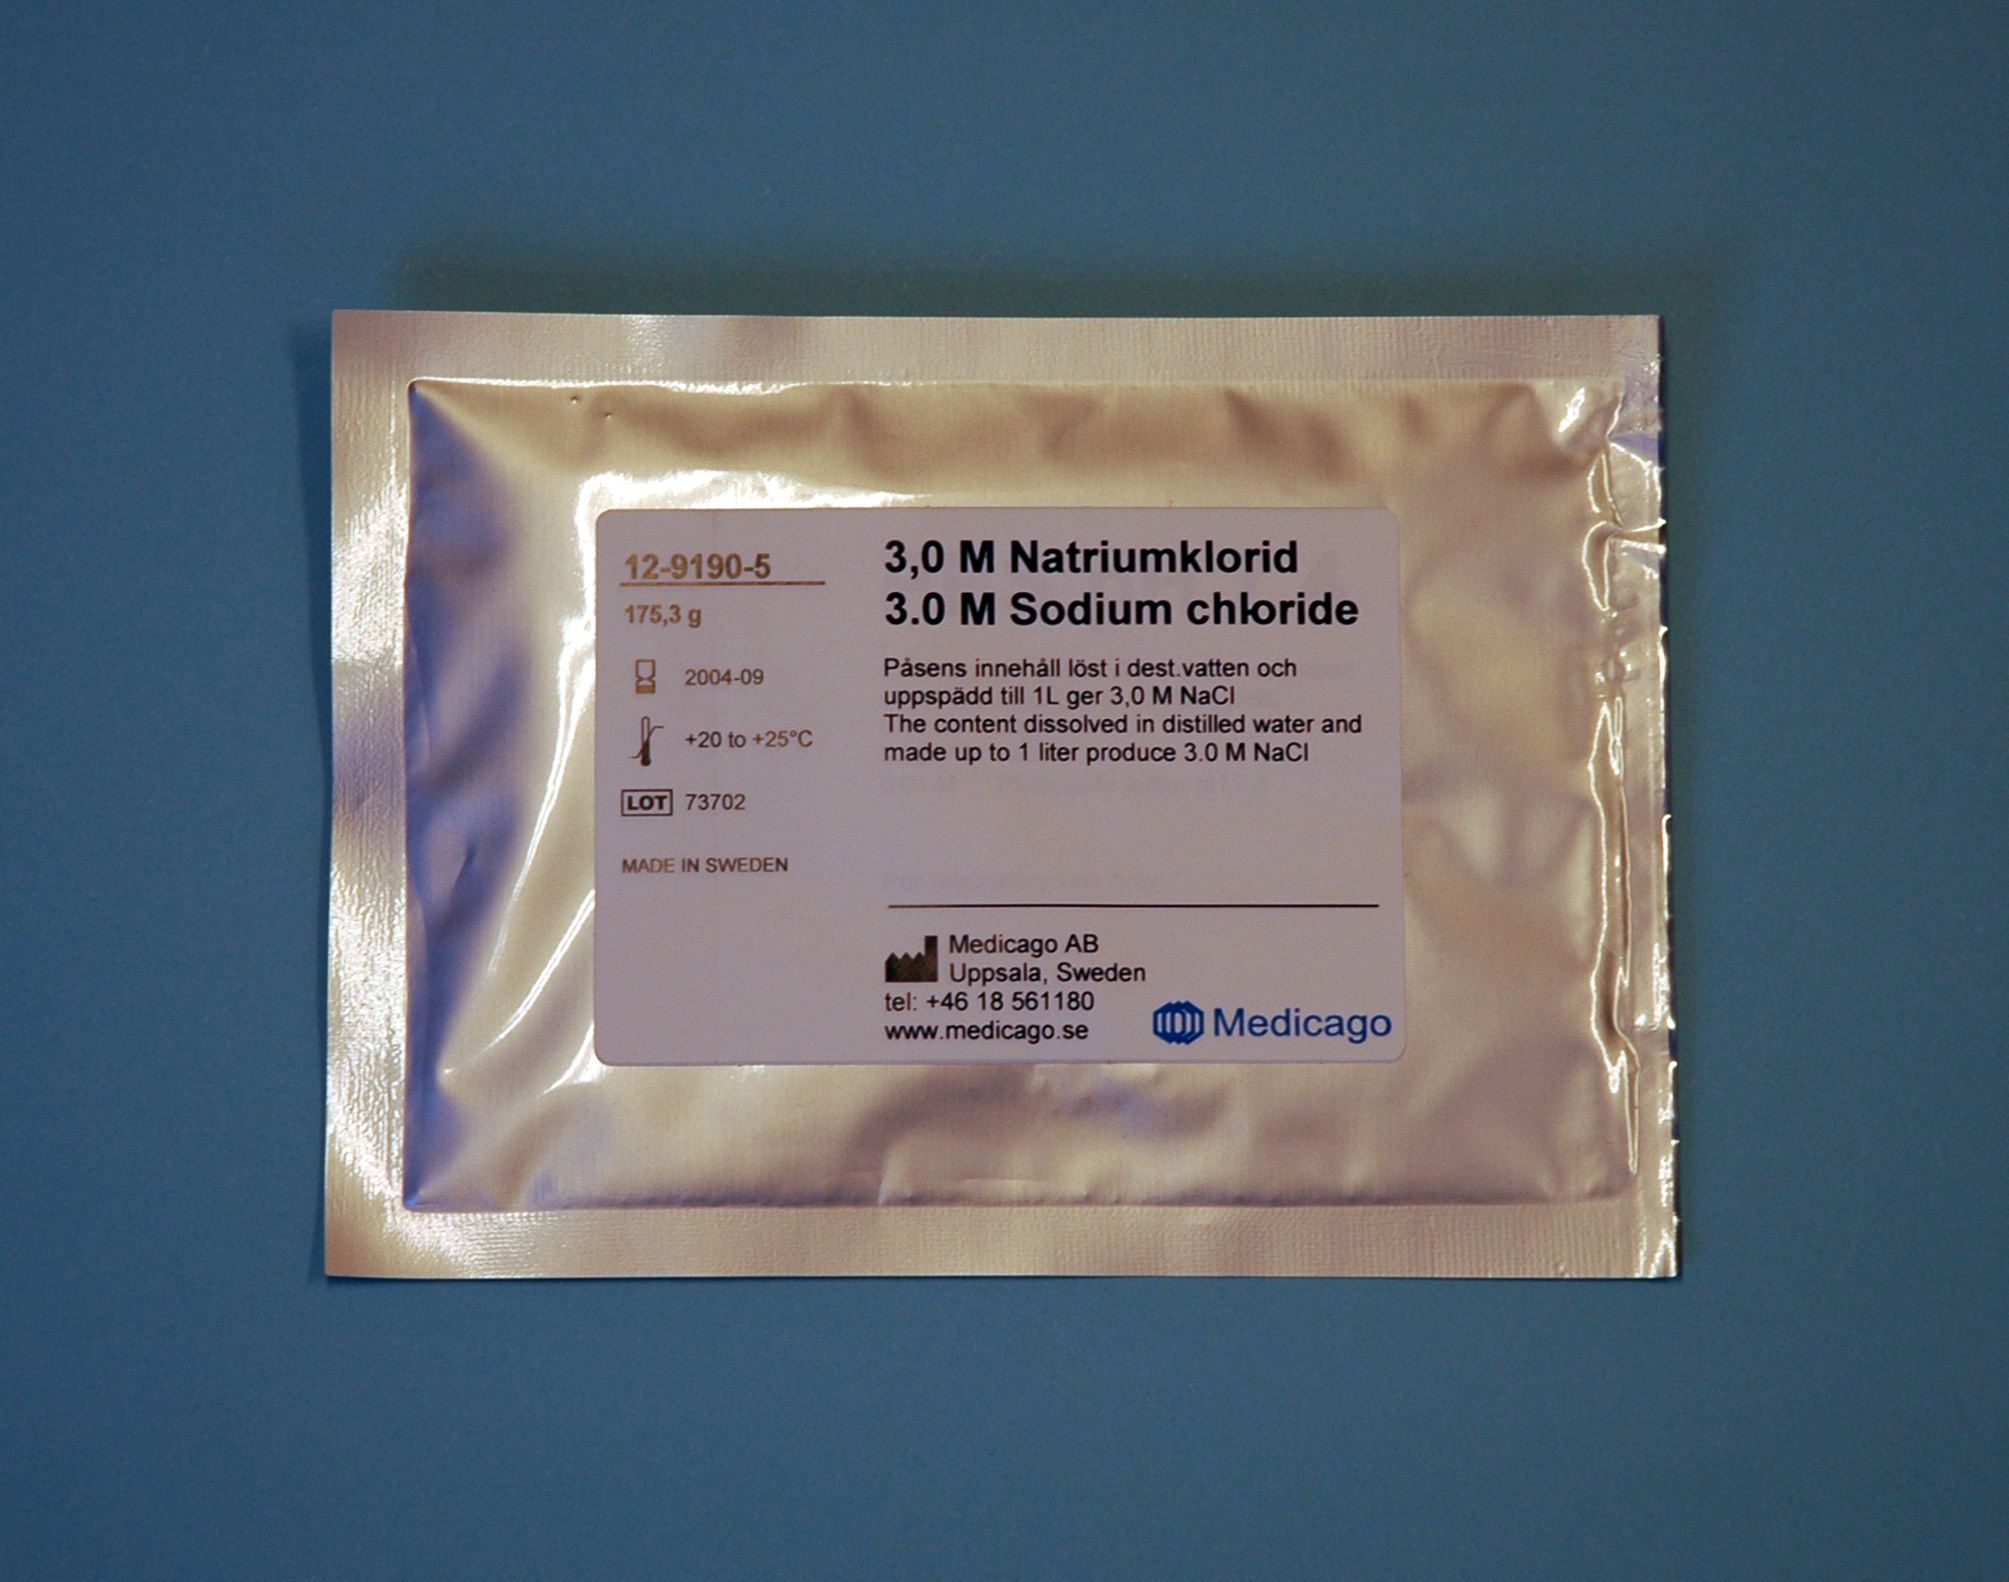 12-9190-5
175,3 g
2004-09
+20 to +25°C
LOT 73702
MADE IN SWEDEN
3,0 M Natriumklorid
3.0 M Sodium chloride
Påsens innehåll löst i dest.vatten och
uppspädd till 1L ger 3,0 M NaCl
The content dissolved in distilled water and
made up to 1 liter produce 3.0 M NaCl
Medicago AB
Uppsala, Sweden
tel: +46 18 561180
www.medicago.se
Medicago